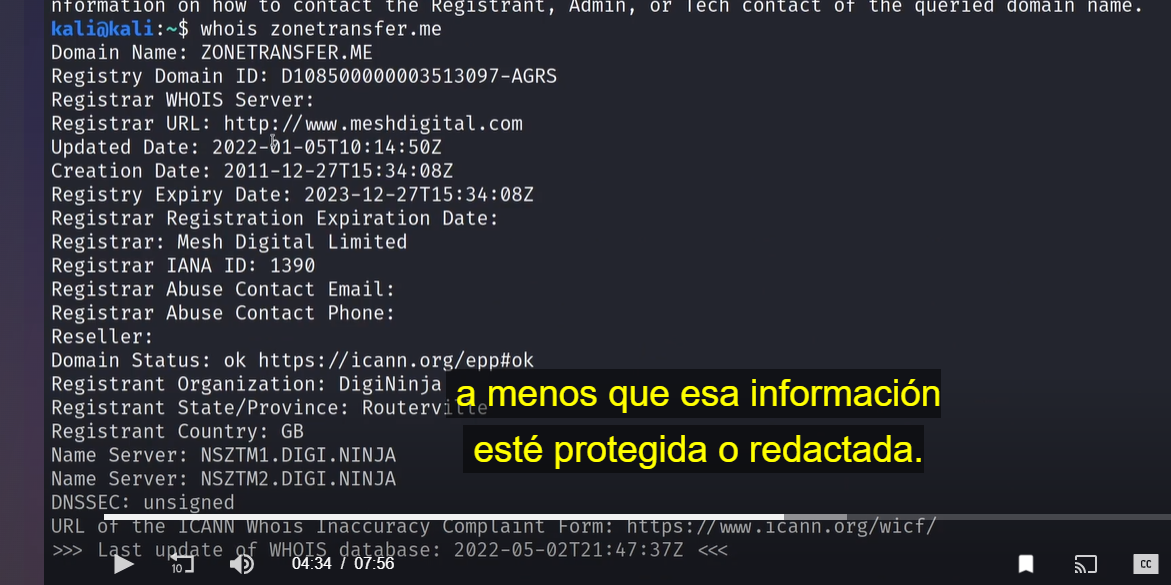 nformation on how to contact the Registrant, Admin, or Tech contact of the queried domain name.
kali@kali:~$ whois zonetransfer.me
Domain Name: ZONETRANSFER.ME
Registry Domain ID: D108500000003513097-AGRS
Registrar WHOIS Server:
Registrar URL: http://www.meshdigital.com
Updated Date: 2022-01-05T10:14:50Z
Creation Date: 2011-12-27T15:34:08Z
Registry Expiry Date: 2023-12-27T15:34:08Z
Registrar Registration Expiration Date:
Registrar: Mesh Digital Limited
Registrar IANA ID: 1390
Registrar Abuse Contact Email:
Registrar Abuse Contact Phone:
Reseller:
Domain Status: ok https://icann.org/epp#ok
Registrant Organization: DigiNinja
a menos que esa información
Registrant State/Province: Routerville
Registrant Country: GB
esté protegida o redactada.
Name Server: NSZTM1.DIGI.NINJA
Name Server: NSZTM2.DIGI.NINJA
DNSSEC: unsigned
URL of the ICANN Whois Inaccuracy Complaint Form: https://www.icann.org/wicf/
>>> Last update of WHOIS database: 2022-05-02T21:47:37Z <<<
10 04:34 / 07:56 CC